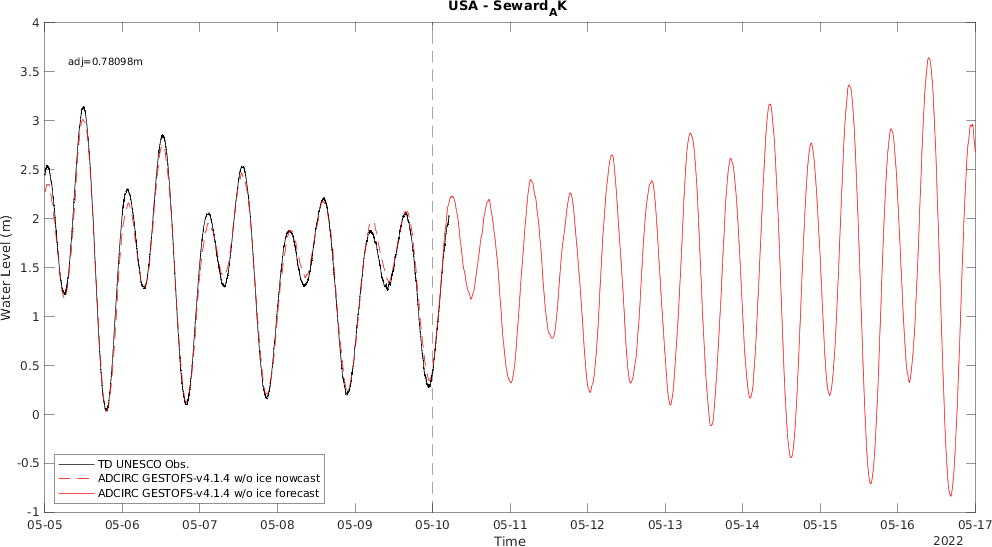 USA - Seward_AK
4
adj=0.78098m
3.5
3
2.5
2
1.5
1
0.5
0
-0.5
-1
Water Level (m)
TD UNESCO Obs.
ADCIRC GESTOFS-v4.1.4 w/o ice nowcast
ADCIRC GESTOFS-v4.1.4 w/o ice forecast
05-05 05-06 05-07 05-08 05-09 05-10 05-11 05-12 05-13 05-14 05-15 05-16 05-17
Time
2022